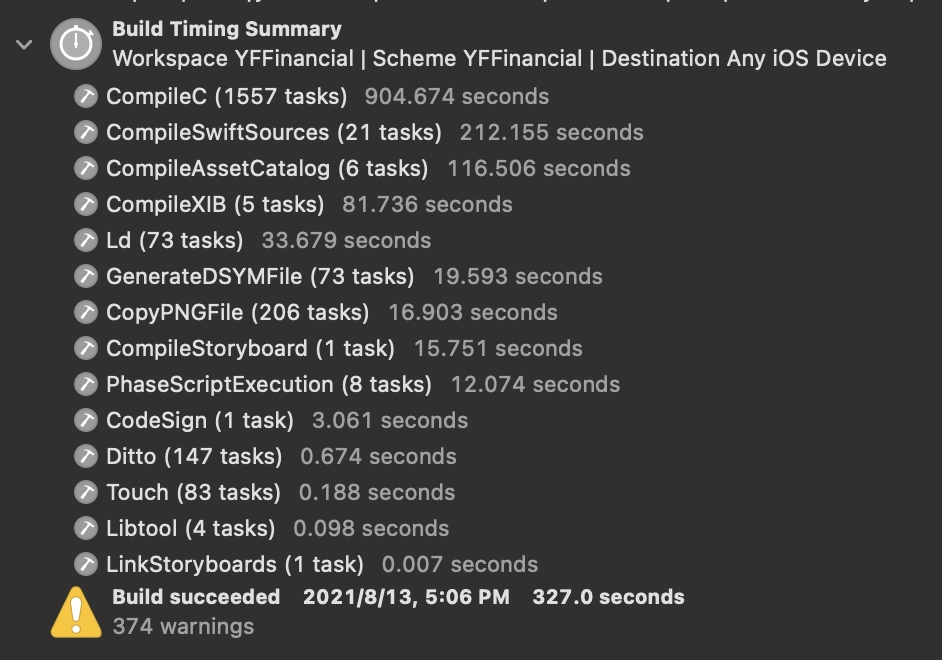 Build Timing Summary
Workspace YFFinancial | Scheme YFFinancial | Destination Any iOS Device
CompileC (1557 tasks) 904.674 seconds
CompileSwiftSources (21 tasks) 212.155 seconds
CompileAssetCatalog (6 tasks) 116.506 seconds
CompileXIB (5 tasks) 81.736 seconds
Ld (73 tasks) 33.679 seconds
GenerateDSYMFile (73 tasks) 19.593 seconds
CopyPNGFile (206 tasks) 16.903 seconds
CompileStoryboard (1 task) 15.751 seconds
PhaseScriptExecution (8 tasks) 12.074 seconds
CodeSign (1 task) 3.061 seconds
Ditto (147 tasks) 0.674 seconds
Touch (83 tasks) 0.188 seconds
Libtool (4 tasks) 0.098 seconds
LinkStoryboards (1 task) 0.007 seconds
Build succeeded 2021/8/13, 5:06 PM 327.0 seconds
374 warnings